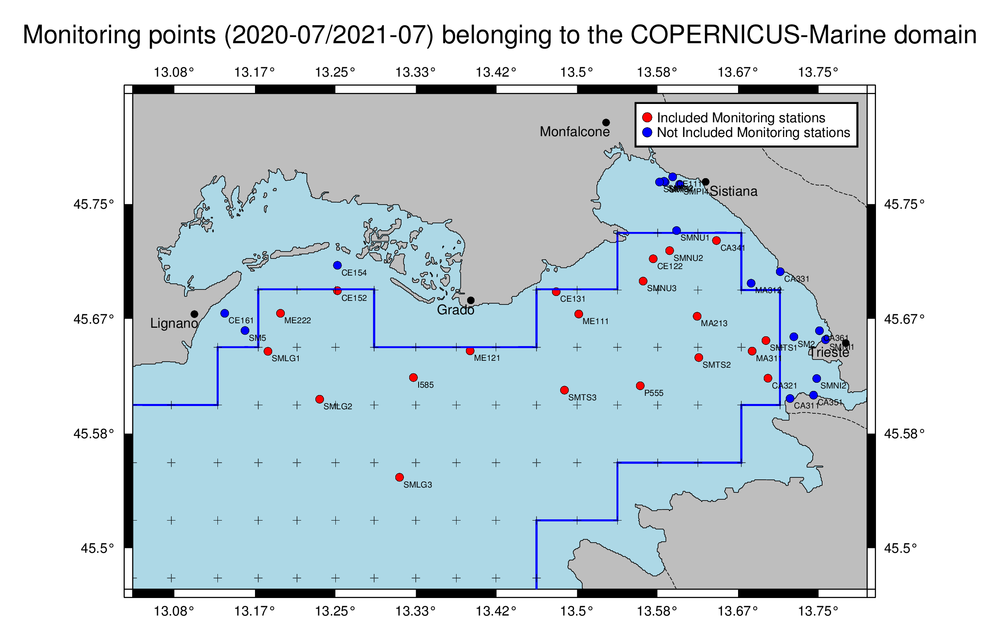 Monitoring points (2020-07/2021-07) belonging to the COPERNICUS-Marine domain
13.08° 13.17° 13.25° 13.33° 13.42° 13.5° 13.58° 13.67° 13.75°
Included Monitoring stations
Not Included Monitoring stations
Monfalcone
SMPI4
Sistiana
45.75° 45.75°
SMNU1
CA341
SMNU2
CE122
CE154
CA331
SMNU3
MA312
CE152
CE131
Grado
45.67° 45.67°
Lignano
CE161
ME222
ME111
MA213
SM5
CA361
SM2
SMTS1
SMNI1
Trieste
SMLG1
ME121
MA311
SMTS2
I585
CA321
SMNI2
P555
SMTS3
SMLG2
CA311
CA351
45.58° 45.58°
SMLG3
45.5° 45.5°
13.08° 13.17° 13.25° 13.33° 13.42° 13.5° 13.58° 13.67° 13.75°